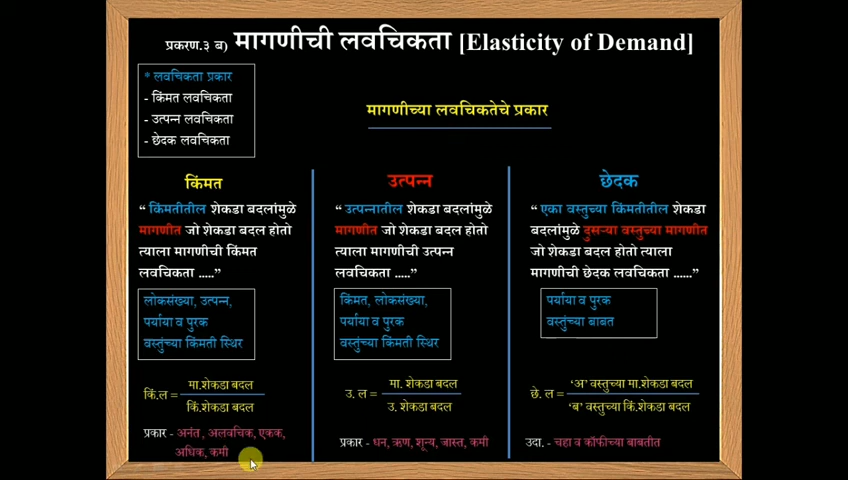 प्रकरण.३ ब) मागणीची लवचिकता [Elasticity of Demand]
* लवचिकता प्रकार
- किंमत लवचिकता
- उत्पन्न लवचिकता
- छेदक लवचिकता
मागणीच्या लवचिकतेचे प्रकार
किंमत
“ किंमतीतील शेकडा बदलांमुळे
मागणीत जो शेकडा बदल होतो
त्याला मागणीची किंमत
लवचिकता .....”
लोकसंख्या, उत्पन्न,
पर्याया व पुरक
वस्तुंच्या किंमती स्थिर
किं.ल = मा.शेकडा बदल
किं.शेकडा बदल
प्रकार - अनंत, अलवचिक, एकक,
अधिक, कमी
उत्पन्न
“ उत्पन्नातील शेकडा बदलांमुळे
मागणीत जो शेकडा बदल होतो
त्याला मागणीची उत्पन्न
लवचिकता ....”
किंमत, लोकसंख्या,
पर्याया व पुरक
वस्तुंच्या किंमती स्थिर
उ. ल = मा. शेकडा बदल
उ. शेकडा बदल
प्रकार - धन, ऋण, शून्य, जास्त, कमी
छेदक
“ एका वस्तुच्या किंमतीतील शेकडा
बदलांमुळे दुसऱ्या वस्तुच्या मागणीत
जो शेकडा बदल होतो त्याला
मागणीची छेदक लवचिकता ......”
पर्याया व पुरक
वस्तुंच्या बाबत
छे. ल = ‘अ’ वस्तुच्या मा.शेकडा बदल
‘ब’ वस्तुच्या किं.शेकडा बदल
उदा. - चहा व कॉफीच्या बाबतीत